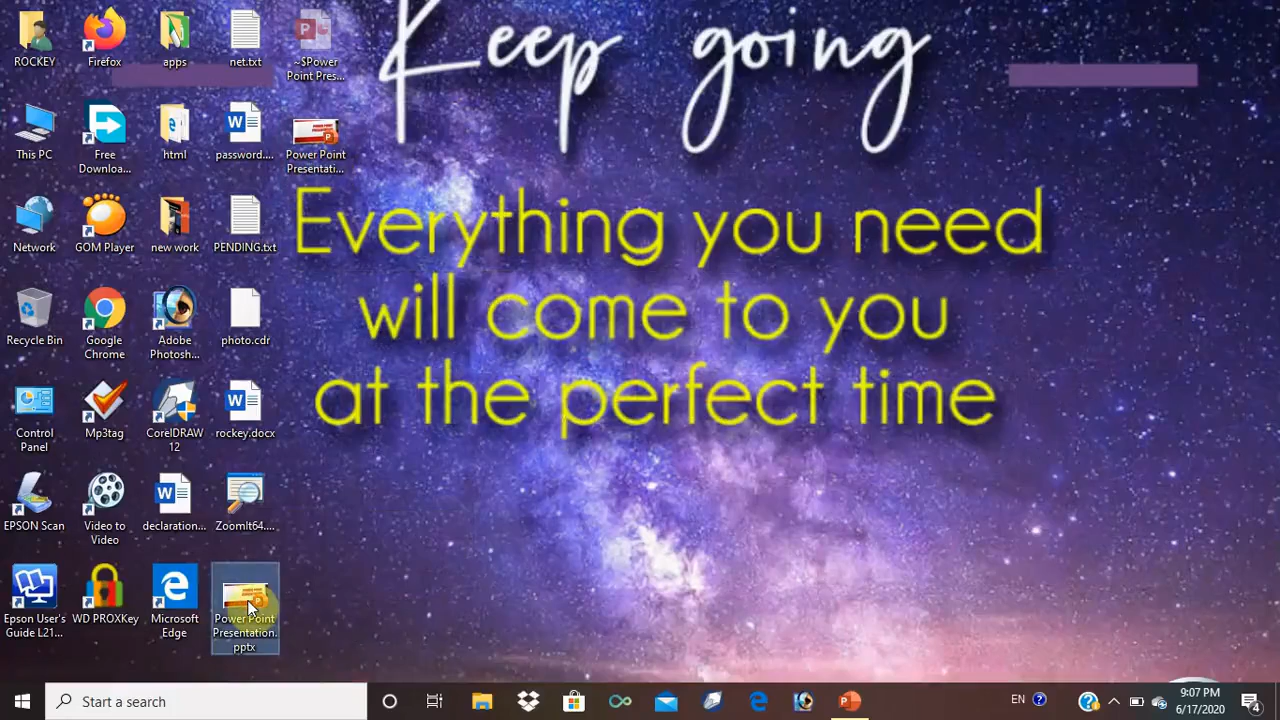 Keep going
Everything you need
will come to you
at the perfect time
ROCKEY
Firefox
apps
net.txt
~$Power
Point Pres...
This PC
Free
Downloa...
html
password....
Power Point
Presentati...
Network
GOM Player
new work
PENDING.txt
Recycle Bin
Google
Chrome
Adobe
Photosh...
photo.cdr
Control
Panel
Mp3tag
CorelDRAW
12
rockey.docx
EPSON Scan
Video to
Video
declaration...
ZoomIt64....
Epson User's
Guide L21...
WD PROXKey
Microsoft
Edge
Power Point
Presentation.
pptx
Start a search
EN
9:07 PM
6/17/2020
4